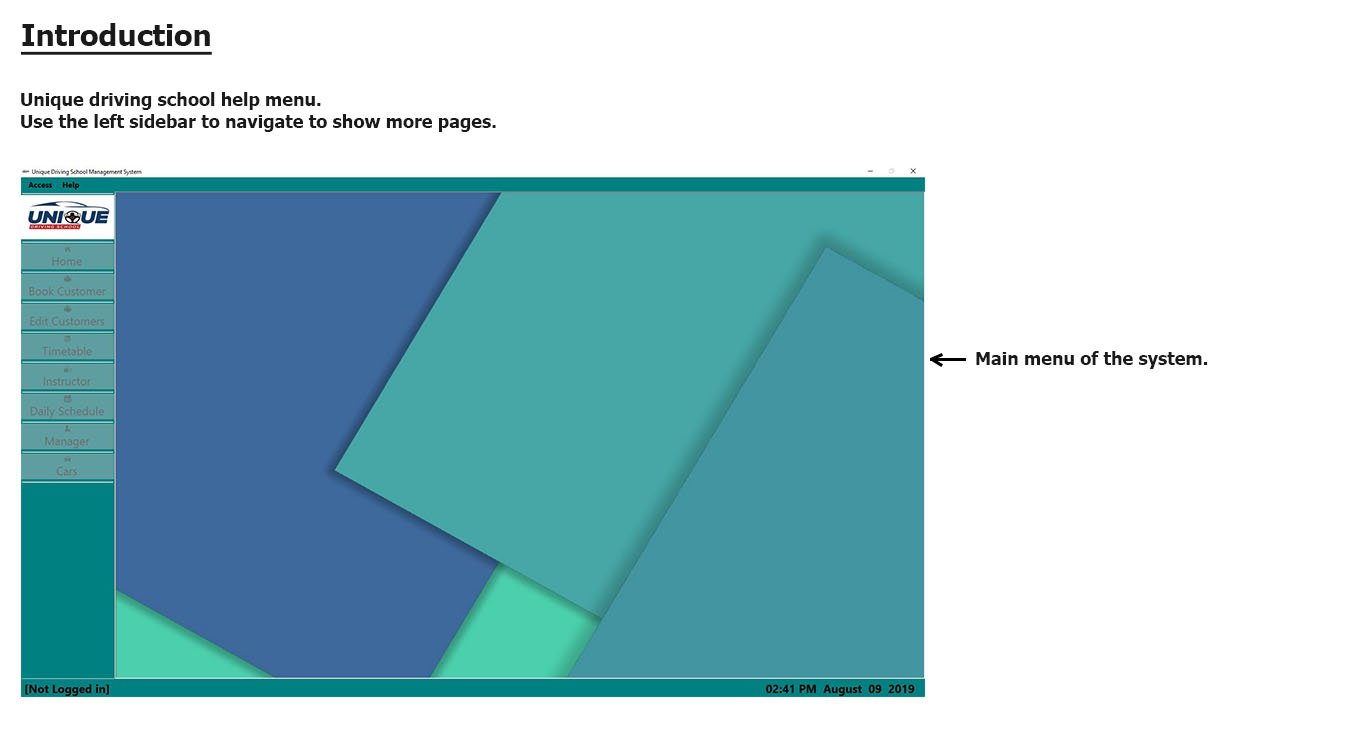 Introduction
Unique driving school help menu.
Use the left sidebar to navigate to show more pages.
Unique Driving School Management System
Access Help
UNIQUE
DRIVING SCHOOL
Home
Book Customer
Edit Customers
Timetable
Instructor
Daily Schedule
Manager
Cars
Main menu of the system.
[Not Logged in]
02:41 PM August 09 2019